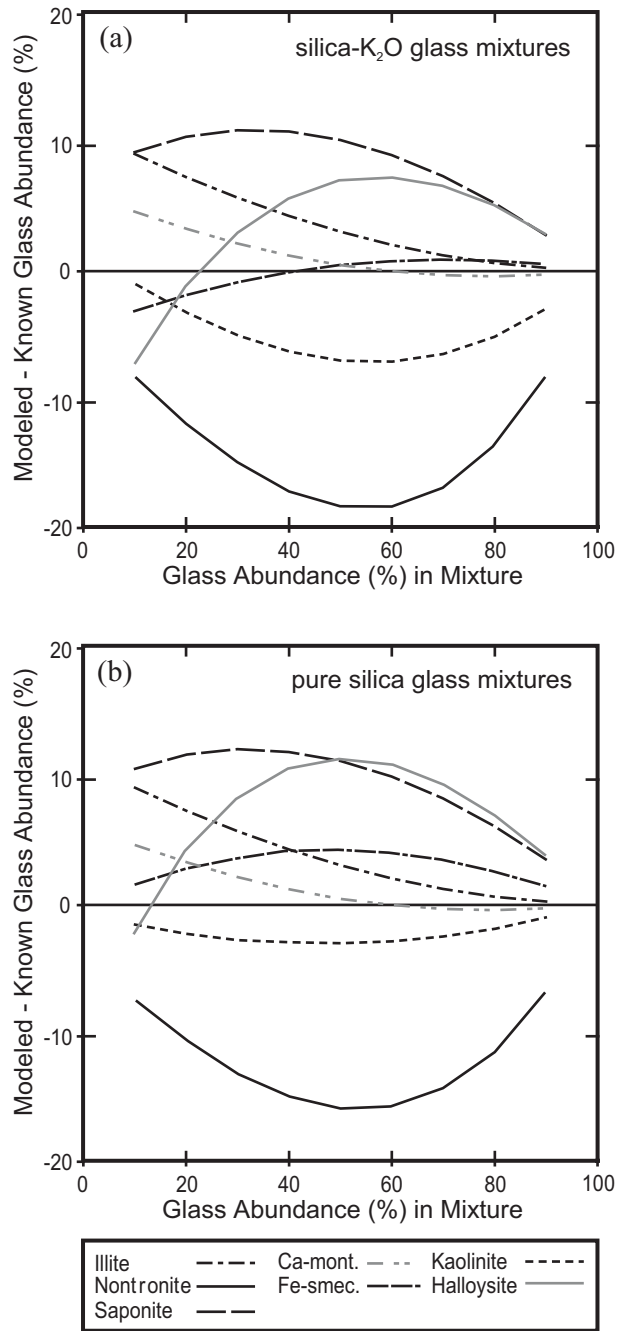 (a) silica-K₂O glass mixtures
20
10
0
-10
-20
Modeled - Known Glass Abundance (%)
0 20 40 60 80 100
Glass Abundance (%) in Mixture
(b) pure silica glass mixtures
20
10
0
-10
-20
Modeled - Known Glass Abundance (%)
0 20 40 60 80 100
Glass Abundance (%) in Mixture
Illite Ca-mont. Kaolinite
Nontronite Fe-smec. Halloysite
Saponite